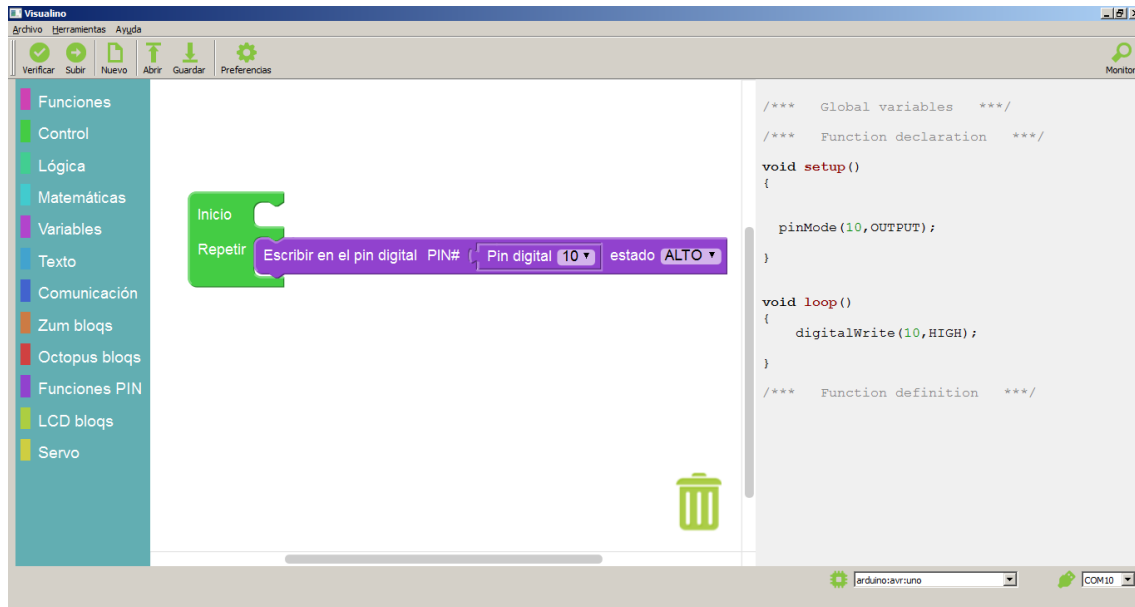 Visualino
Archivo Herramientas Ayuda
Verificar Subir Nuevo Abrir Guardar Preferencias Monitor
Funciones
Control
Lógica
Matemáticas
Variables
Texto
Comunicación
Zum bloqs
Octopus bloqs
Funciones PIN
LCD bloqs
Servo
Inicio
Repetir Escribir en el pin digital PIN# Pin digital 10 estado ALTO
/*** Global variables ***/
/*** Function declaration ***/
void setup()
{
pinMode(10,OUTPUT);
}
void loop()
{
digitalWrite(10,HIGH);
}
/*** Function definition ***/
arduino:avr:uno COM10